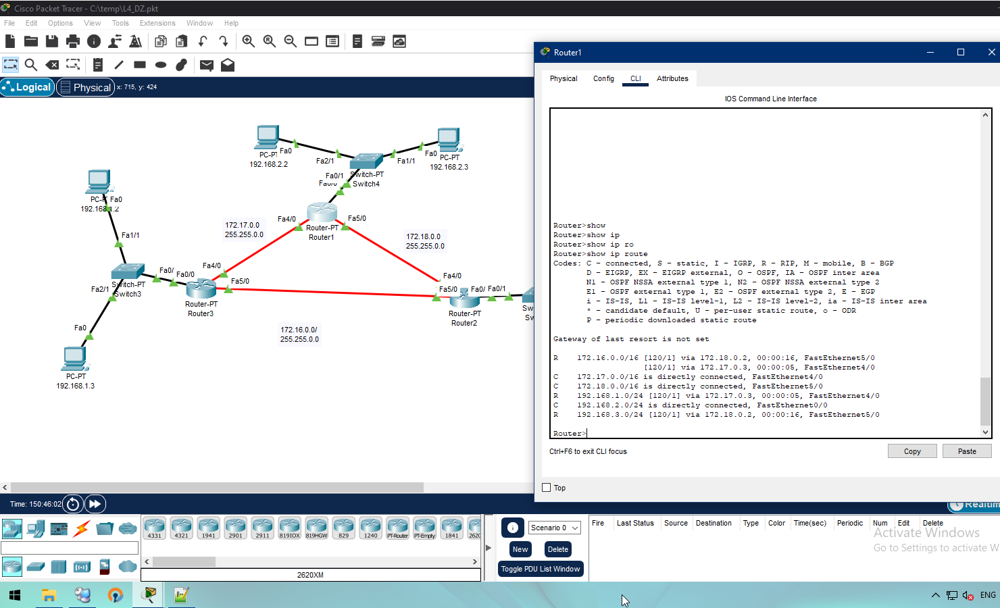 Cisco Packet Tracer - C:\temp\L4_DZ.pkt
File Edit Options View Tools Extensions Window Help
Logical Physical x: 715, y: 424
PC-PT
192.168.2.2
Fa0
Fa2/1
Fa0/1
Switch-PT
Switch4
Fa1/1
Fa0
PC-PT
192.168.2.3
Fa0/0
PC-PT
Fa0
192.168.1.2
Fa1/1
172.17.0.0
255.255.0.0
Fa4/0
Fa5/0
Router-PT
Router1
172.18.0.0
255.255.0.0
Fa4/0
Fa0/
Fa0/0
Fa5/0
Switch-PT
Switch3
Fa2/1
Router-PT
Router3
Fa4/0
Fa5/0
Fa0/
Fa0/1
Router-PT
Router2
Sw
Sw
Fa0
172.16.0.0/
255.255.0.0
PC-PT
192.168.1.3
Router1
Physical Config CLI Attributes
IOS Command Line Interface
Router>show
Router>show ip
Router>show ip ro
Router>show ip route
Codes: C - connected, S - static, I - IGRP, R - RIP, M - mobile, B - BGP
D - EIGRP, EX - EIGRP external, O - OSPF, IA - OSPF inter area
N1 - OSPF NSSA external type 1, N2 - OSPF NSSA external type 2
E1 - OSPF external type 1, E2 - OSPF external type 2, E - EGP
i - IS-IS, L1 - IS-IS level-1, L2 - IS-IS level-2, ia - IS-IS inter area
* - candidate default, U - per-user static route, o - ODR
P - periodic downloaded static route
Gateway of last resort is not set
R 172.16.0.0/16 [120/1] via 172.18.0.2, 00:00:16, FastEthernet5/0
[120/1] via 172.17.0.3, 00:00:05, FastEthernet4/0
C 172.17.0.0/16 is directly connected, FastEthernet4/0
C 172.18.0.0/16 is directly connected, FastEthernet5/0
R 192.168.1.0/24 [120/1] via 172.17.0.3, 00:00:05, FastEthernet4/0
C 192.168.2.0/24 is directly connected, FastEthernet0/0
R 192.168.3.0/24 [120/1] via 172.18.0.2, 00:00:16, FastEthernet5/0
Router>
Ctrl+F6 to exit CLI focus
Copy Paste
Top
Time: 150:46:02
Realtim
4331 4321 1941 2901 2911 819IOX 819HGW 829 1240 PT-Router PT-Empty 1841 2620
2620XM
Scenario 0
New Delete
Toggle PDU List Window
Fire Last Status Source Destination Type Color Time(sec) Periodic Num Edit Delete
Activate Windows
Go to Settings to activate W
ENG